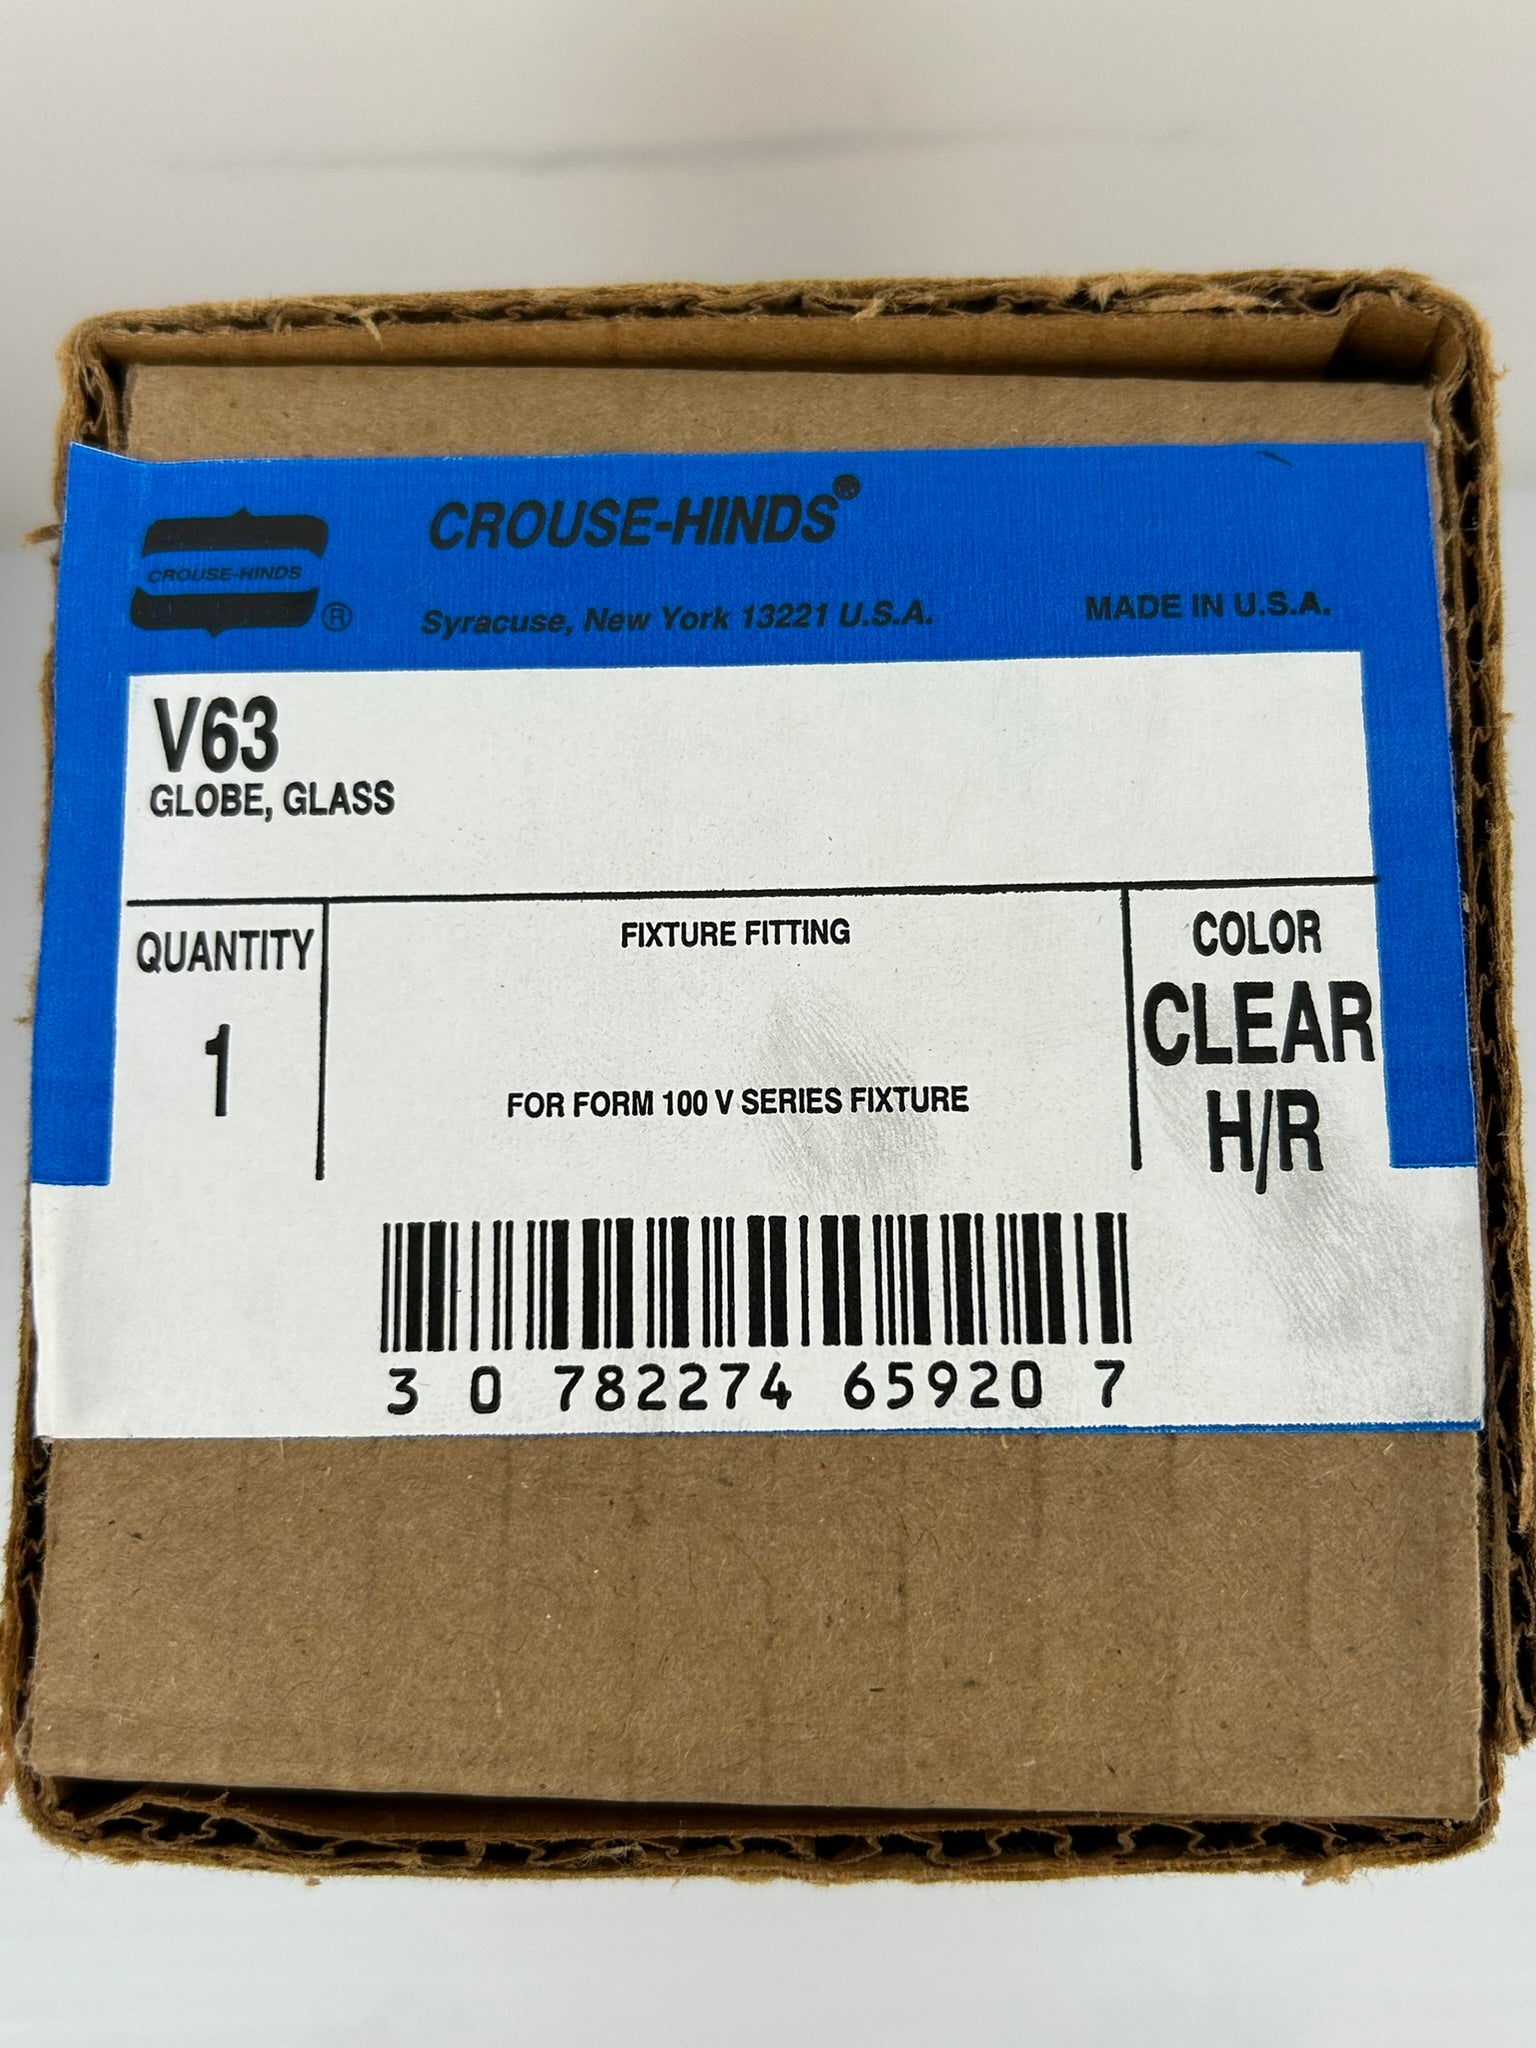 CROUSE-HINDS®
CROUSE-HINDS
®
Syracuse, New York 13221 U.S.A.
MADE IN U.S.A.
V63
GLOBE, GLASS
QUANTITY
1
FIXTURE FITTING
FOR FORM 100 V SERIES FIXTURE
COLOR
CLEAR
H/R
3 0 782274 65920 7